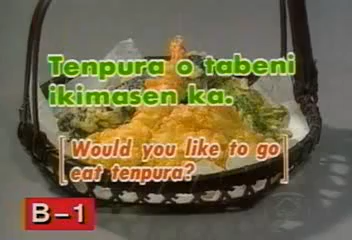 Tenpura o tabeni
ikimasen ka.
[Would you like to go
eat tenpura?]
B-1